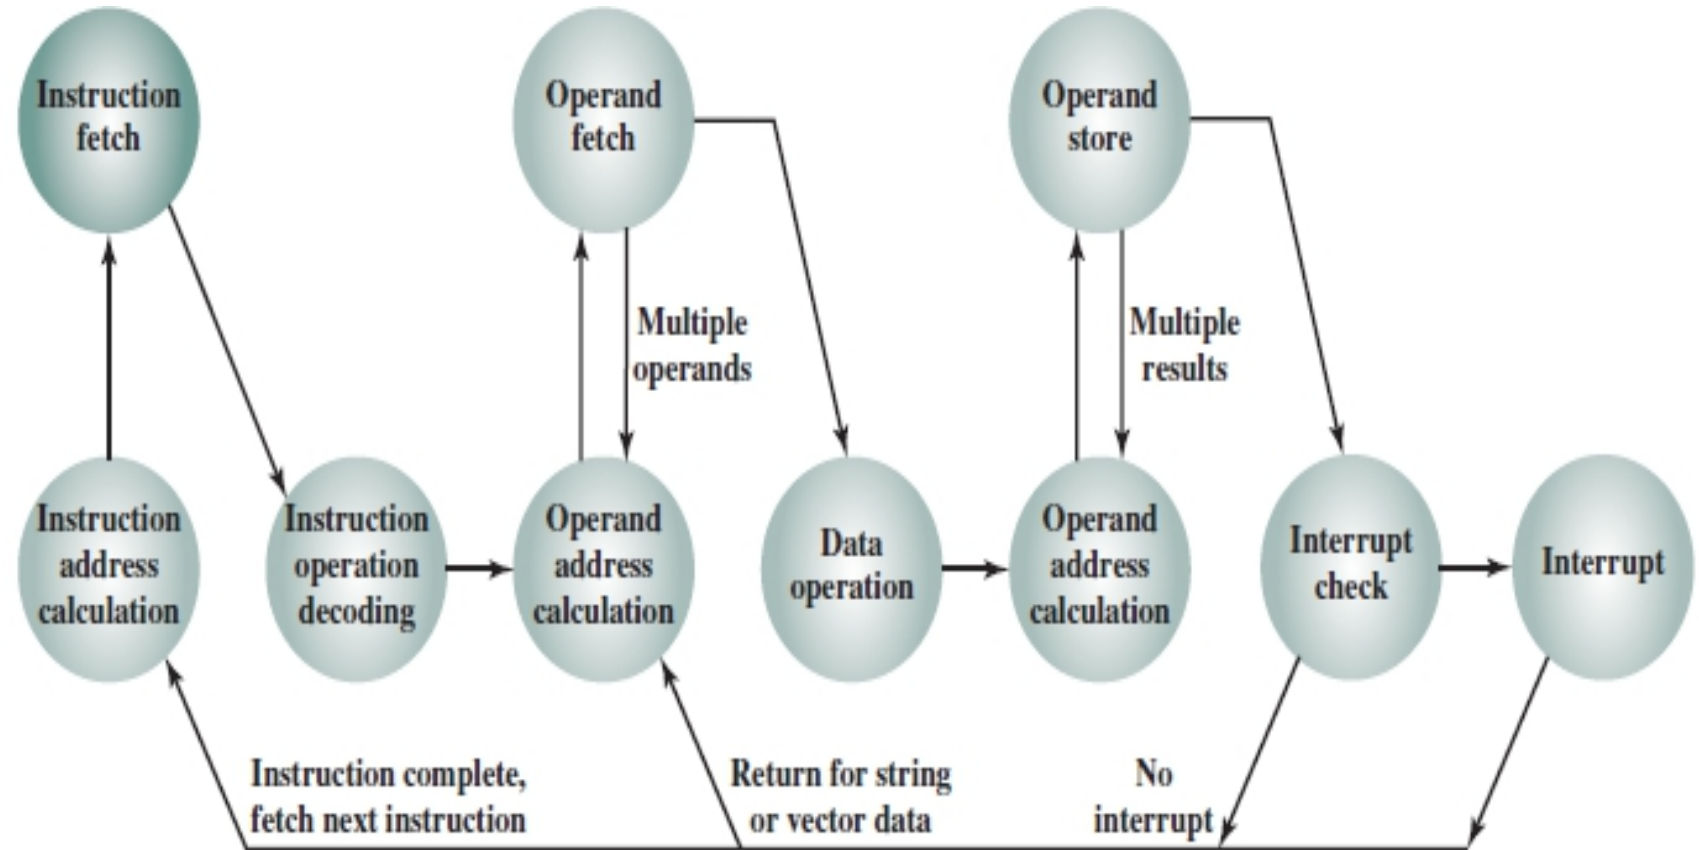 Instruction
fetch
Operand
fetch
Operand
store
Multiple
operands
Multiple
results
Instruction
address
calculation
Instruction
operation
decoding
Operand
address
calculation
Data
operation
Operand
address
calculation
Interrupt
check
Interrupt
Instruction complete,
fetch next instruction
Return for string
or vector data
No
interrupt